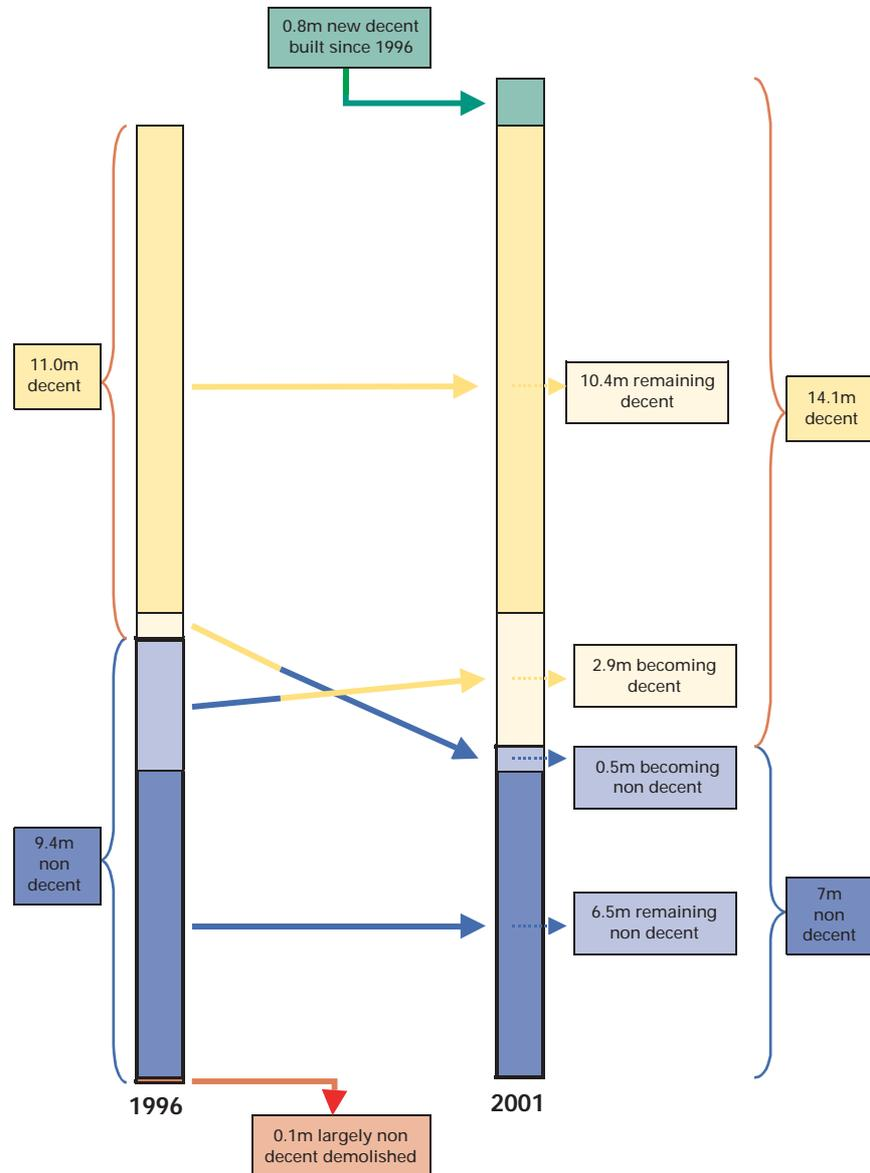 0.8m new decent
built since 1996
11.0m
decent
10.4m remaining
decent
14.1m
decent
2.9m becoming
decent
0.5m becoming
non decent
9.4m
non
decent
6.5m remaining
non decent
7m
non
decent
1996
2001
0.1m largely non
decent demolished